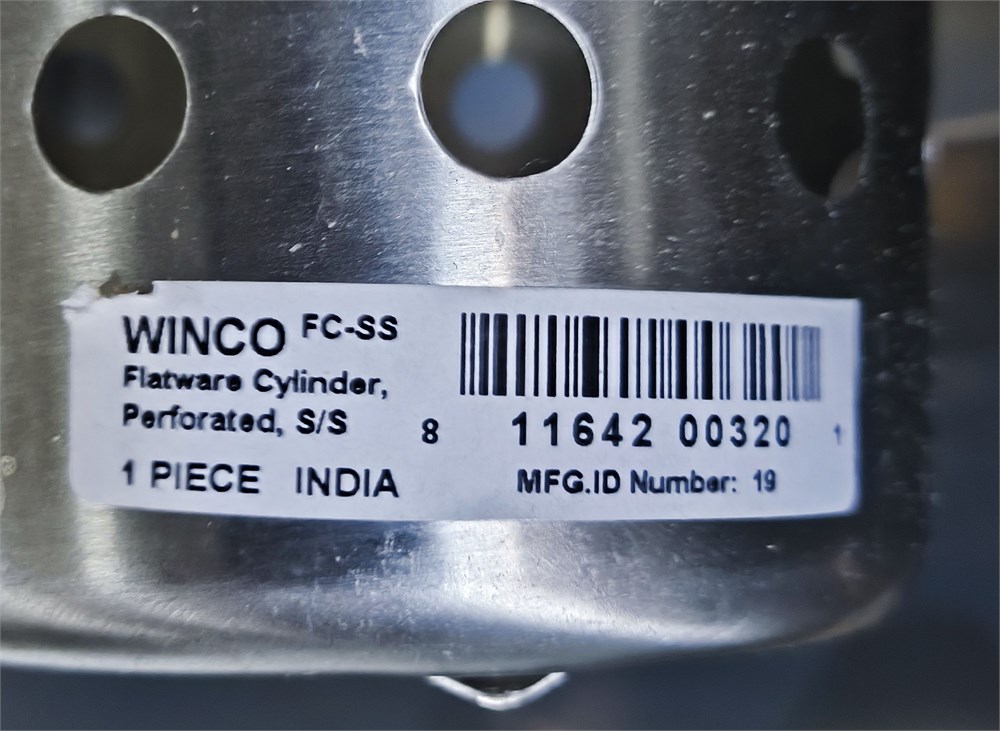 WINCO FC-SS
Flatware Cylinder,
Perforated, S/S
1 PIECE INDIA
8 11642 00320 1
MFG.ID Number: 19